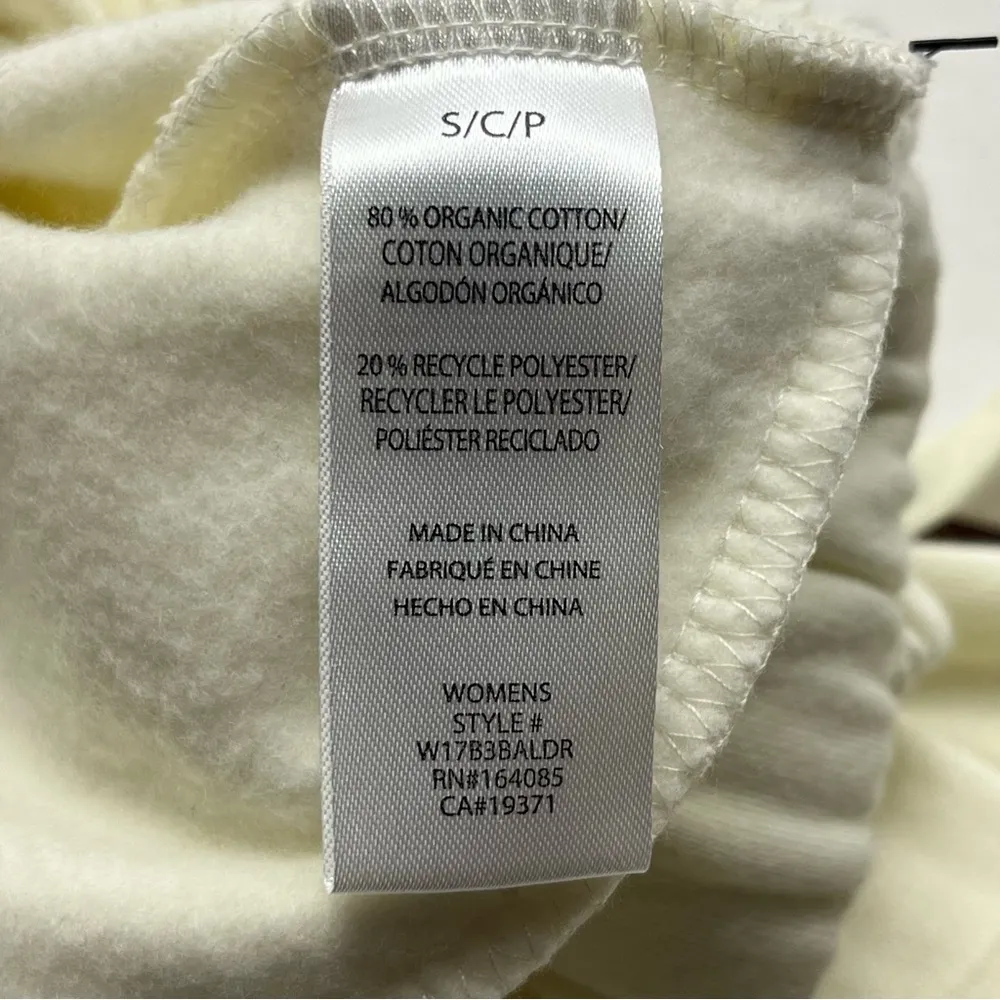 S/C/P
80 % ORGANIC COTTON/
COTON ORGANIQUE/
ALGODÓN ORGÁNICO
20 % RECYCLE POLYESTER/
RECYCLER LE POLYESTER/
POLIÉSTER RECICLADO
MADE IN CHINA
FABRIQUÉ EN CHINE
HECHO EN CHINA
WOMENS
STYLE #
W17B3BALDR
RN#164085
CA#19371